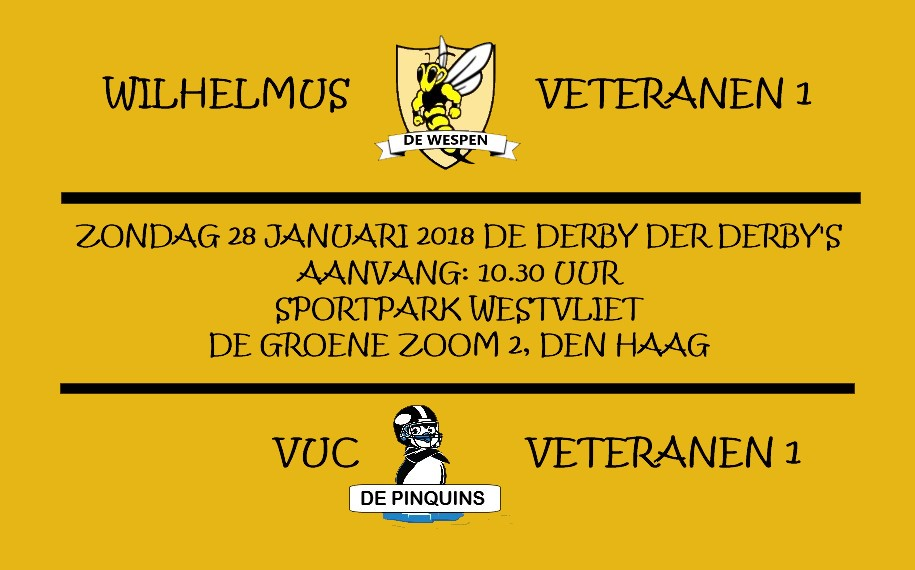 WILHELMUS VETERANEN 1
DE WESPEN
ZONDAG 28 JANUARI 2018 DE DERBY DER DERBY'S
AANVANG: 10.30 UUR
SPORTPARK WESTVLIET
DE GROENE ZOOM 2, DEN HAAG
VUC VETERANEN 1
DE PINQUINS